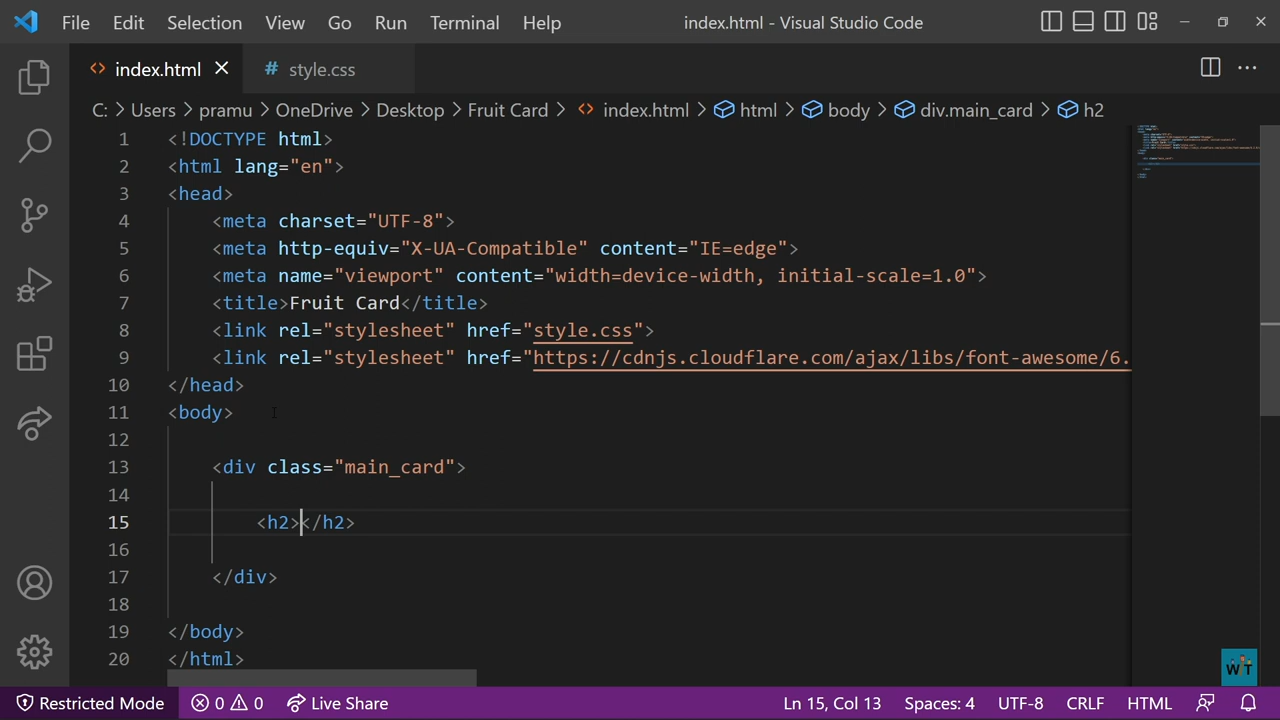 File Edit Selection View Go Run Terminal Help index.html - Visual Studio Code
index.html style.css
C: > Users > pramu > OneDrive > Desktop > Fruit Card > index.html > html > body > div.main_card > h2
1 <!DOCTYPE html>
2 <html lang="en">
3 <head>
4 <meta charset="UTF-8">
5 <meta http-equiv="X-UA-Compatible" content="IE=edge">
6 <meta name="viewport" content="width=device-width, initial-scale=1.0">
7 <title>Fruit Card</title>
8 <link rel="stylesheet" href="style.css">
9 <link rel="stylesheet" href="https://cdnjs.cloudflare.com/ajax/libs/font-awesome/6.
10 </head>
11 <body>
12
13 <div class="main_card">
14
15 <h2></h2>
16
17 </div>
18
19 </body>
20 </html>
WT
Restricted Mode 0 0 Live Share Ln 15, Col 13 Spaces: 4 UTF-8 CRLF HTML